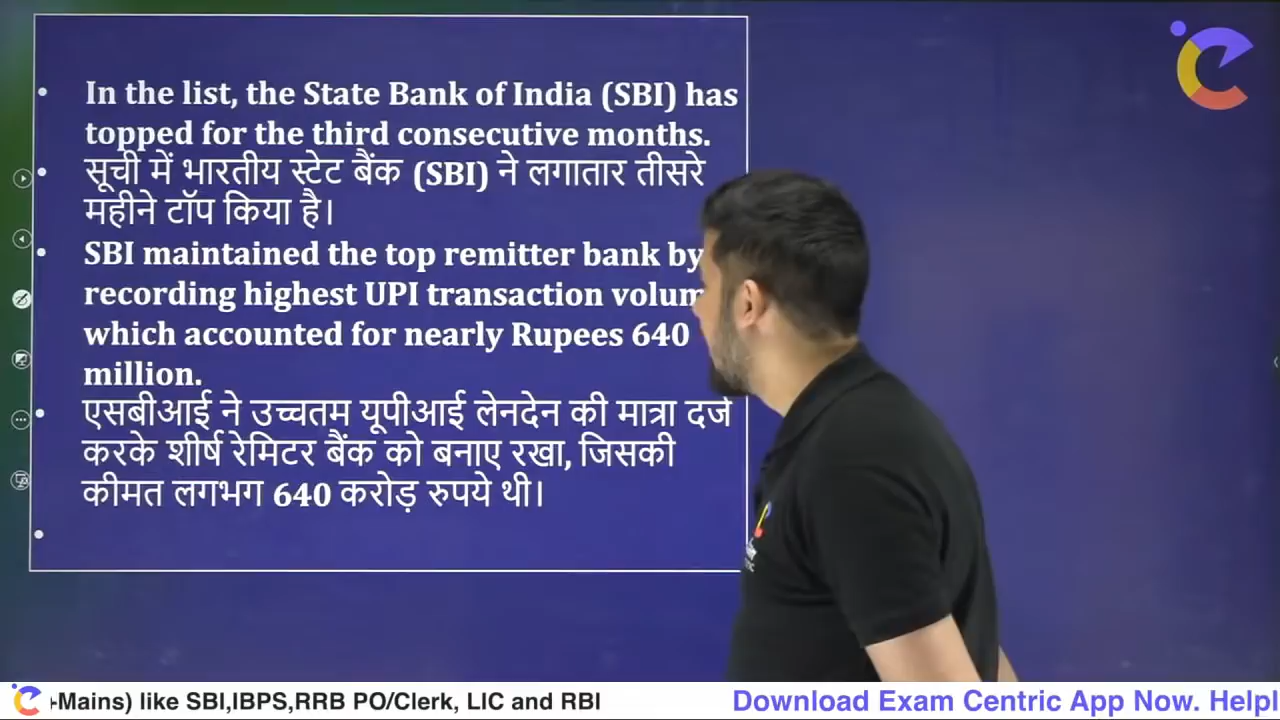 In the list, the State Bank of India (SBI) has
topped for the third consecutive months.
सूची में भारतीय स्टेट बैंक (SBI) ने लगातार तीसरे
महीने टॉप किया है।
SBI maintained the top remitter bank by
recording highest UPI transaction
which accounted for nearly Rupees 640
million.
एसबीआई ने उच्चतम यूपीआई लेनदेन की मात्रा दर्ज
करके शीर्ष रेमिटर बैंक को बनाए रखा, जिसकी
कीमत लगभग 640 करोड़ रुपये थी।
-Mains) like SBI,IBPS,RRB PO/Clerk, LIC and RBI
Download Exam Centric App Now. Helpl